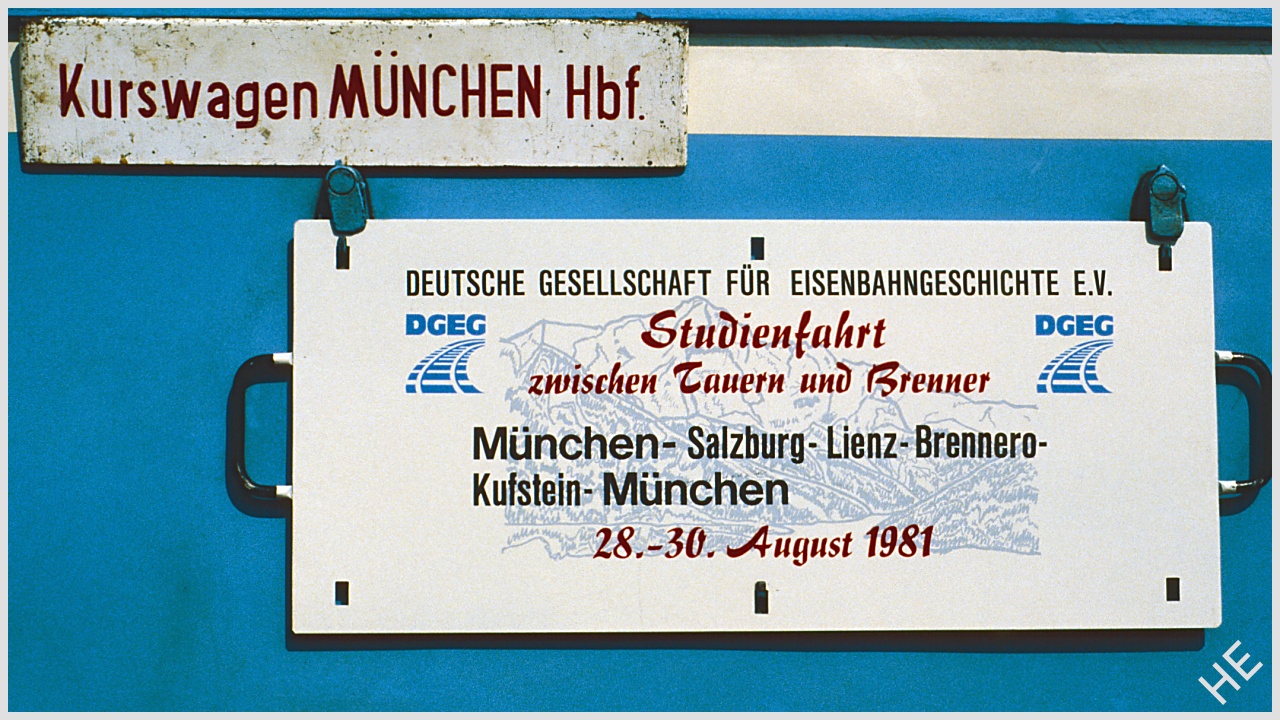 Kurswagen MÜNCHEN Hbf.
DEUTSCHE GESELLSCHAFT FÜR EISENBAHNGESCHICHTE E.V.
DGEG
DGEG
Studienfahrt
zwischen Tauern und Brenner
München- Salzburg- Lienz- Brennero-
Kufstein- München
28.-30. August 1981
HE